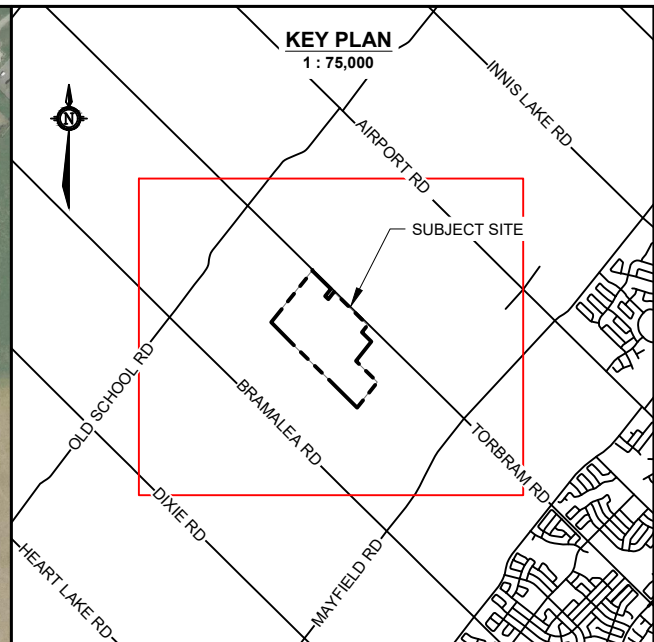 KEY PLAN
1 : 75,000
N
INNIS LAKE RD
AIRPORT RD
SUBJECT SITE
OLD SCHOOL RD
BRAMALEA RD
TORBRAM RD
DIXIE RD
MAYFIELD RD
HEART LAKE RD